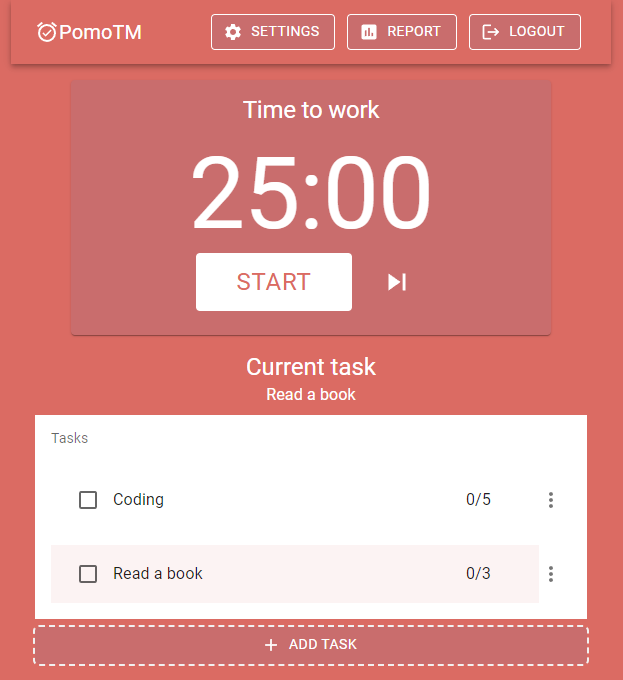 PomoTM SETTINGS REPORT LOGOUT
Time to work
25:00
START
Current task
Read a book
Tasks
Coding 0/5
Read a book 0/3
+ ADD TASK